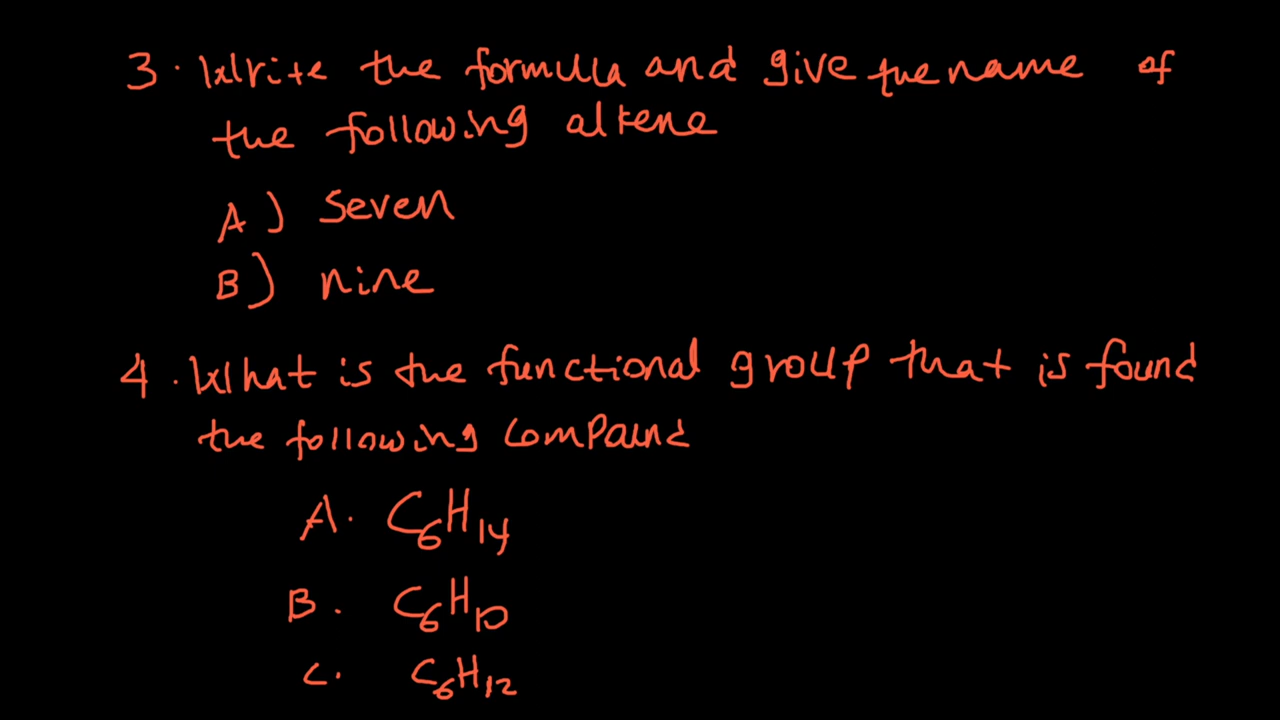 3. Write the formula and give the name of
the following alkene
A) Seven
B) nine
4. What is the functional group that is found
the following compound
A. C₆H₁₄
B. C₆H₁₀
C. C₆H₁₂